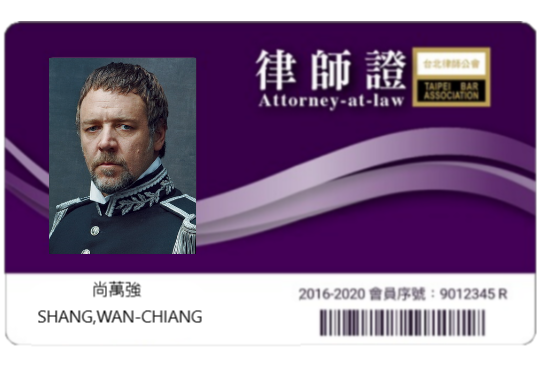 律師證
Attorney-at-law
台北律師公會
TAIPEI BAR
ASSOCIATION
尚萬強
SHANG,WAN-CHIANG
2016-2020 會員序號：9012345 R